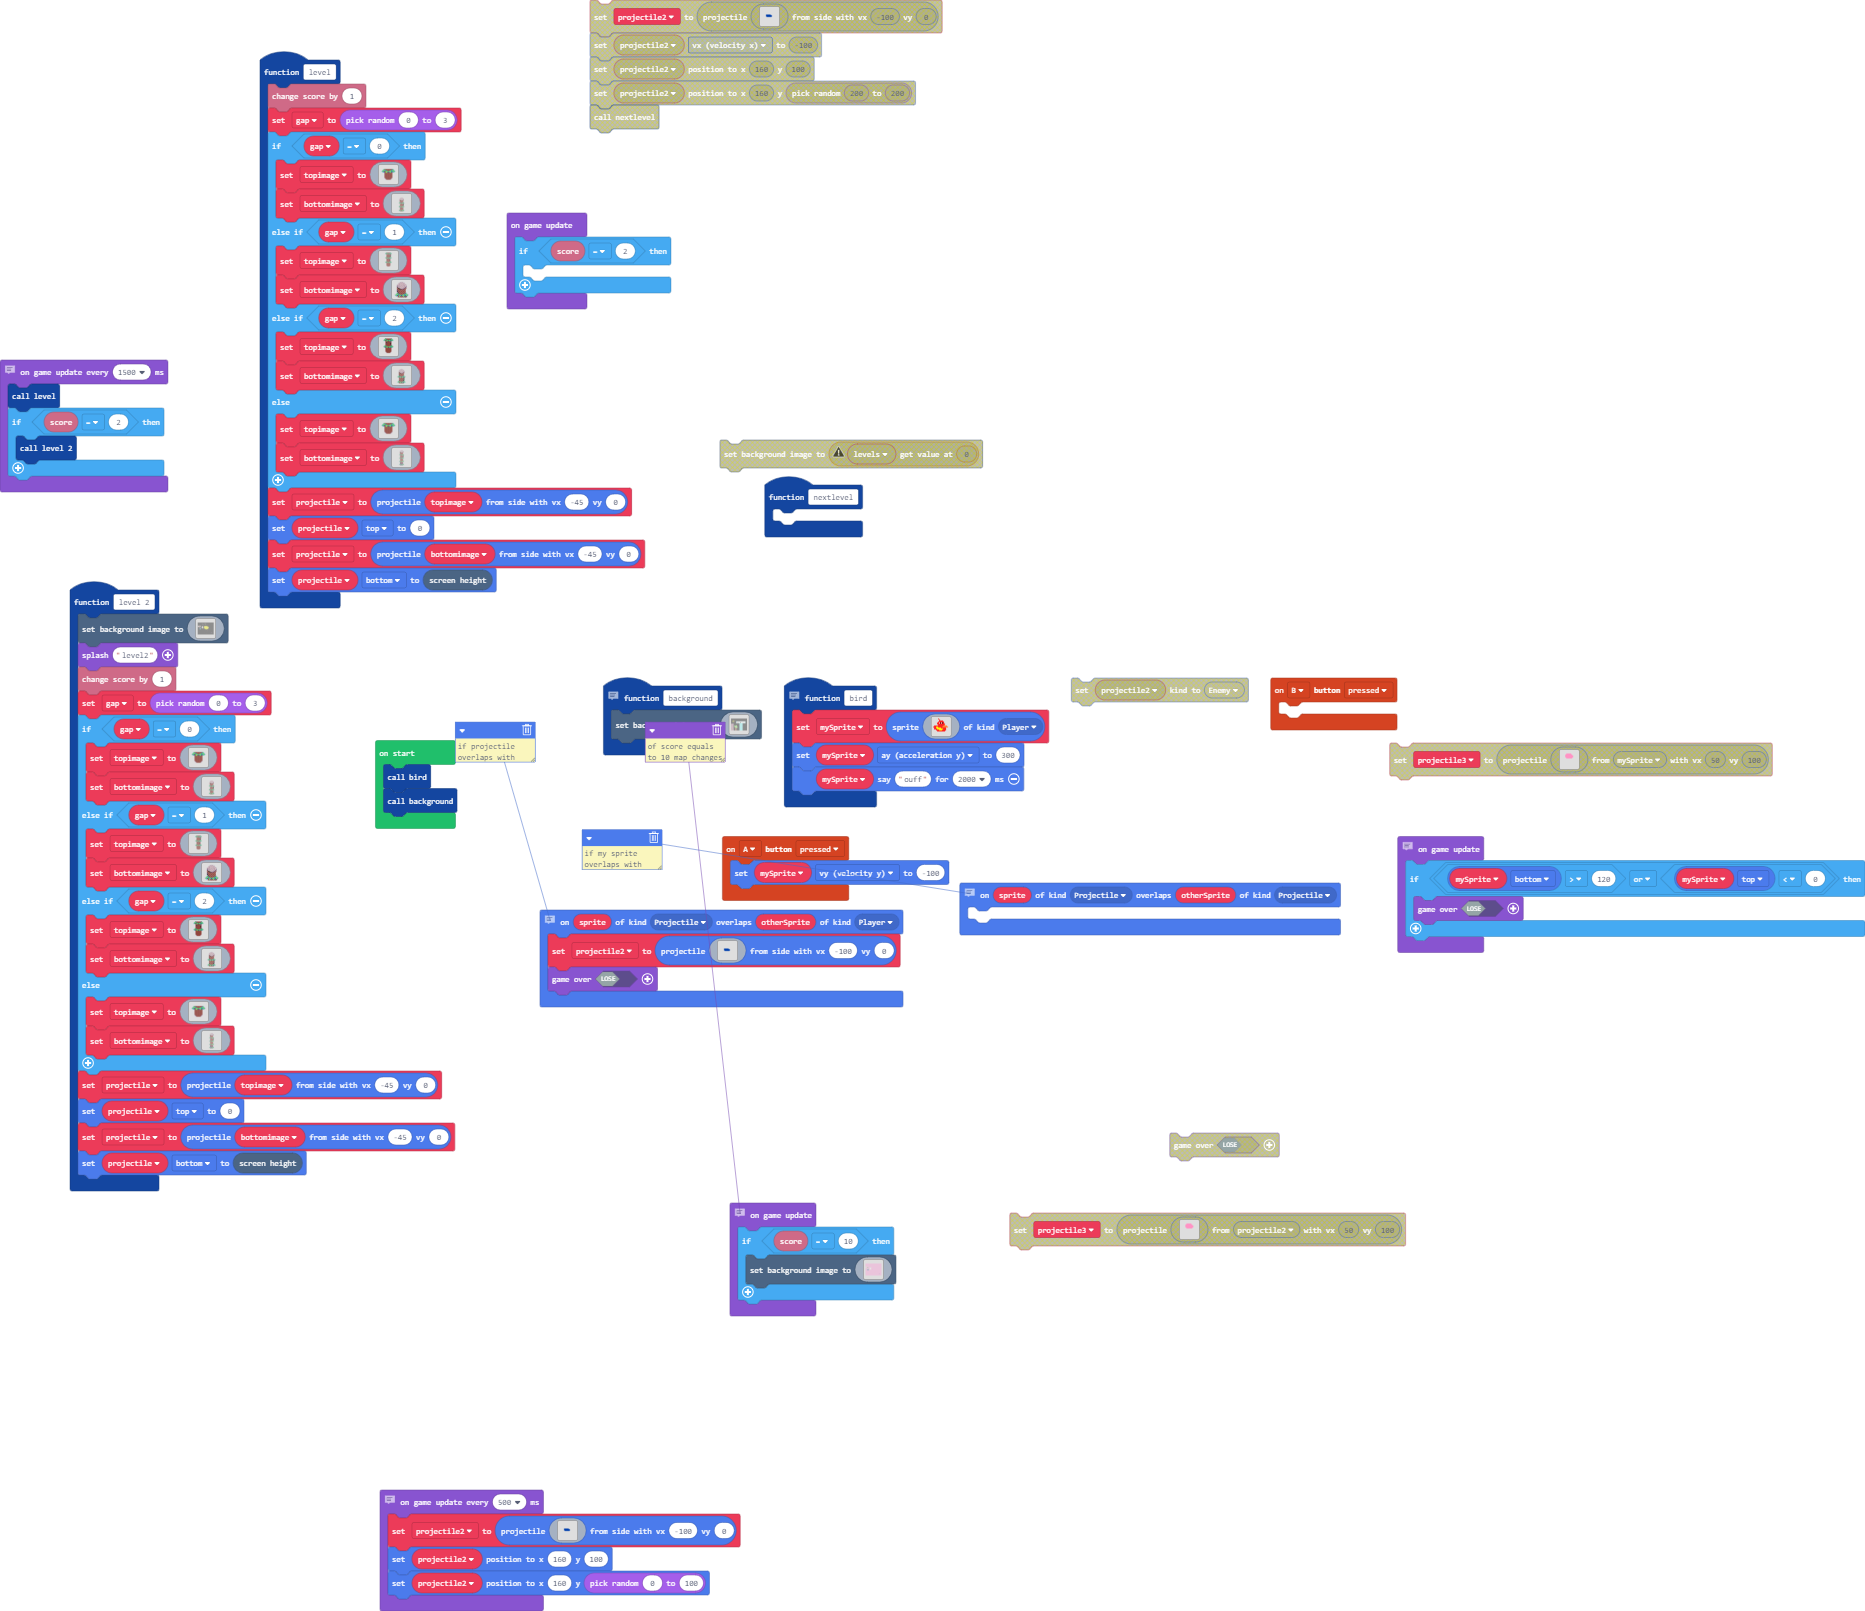 set projectile2 to projectile from side with vx -100 vy 0
set projectile2 vx (velocity x) to -100
set projectile2 position to x 160 y 100
set projectile2 position to x 160 y pick random 200 to 200
call nextlevel
function level
change score by 1
set gap to pick random 0 to 3
if gap = 0 then
set topimage to
set bottomimage to
else if gap = 1 then
set topimage to
set bottomimage to
else if gap = 2 then
set topimage to
set bottomimage to
else
set topimage to
set bottomimage to
set projectile to projectile topimage from side with vx -45 vy 0
set projectile top to 0
set projectile to projectile bottomimage from side with vx -45 vy 0
set projectile bottom to screen height
on game update
if score = 2 then
on game update every 1500 ms
call level
if score = 2 then
call level 2
set background image to levels get value at 0
function nextlevel
function level 2
set background image to
splash "level2"
change score by 1
set gap to pick random 0 to 3
if gap = 0 then
set topimage to
set bottomimage to
else if gap = 1 then
set topimage to
set bottomimage to
else if gap = 2 then
set topimage to
set bottomimage to
else
set topimage to
set bottomimage to
set projectile to projectile topimage from side with vx -45 vy 0
set projectile top to 0
set projectile to projectile bottomimage from side with vx -45 vy 0
set projectile bottom to screen height
on start
call bird
call background
if projectile
overlaps with
function background
set bac
of score equals
to 10 map changes
function bird
set mySprite to sprite of kind Player
set mySprite ay (acceleration y) to 300
mySprite say "ouff" for 2000 ms
set projectile2 kind to Enemy
on B button pressed
set projectile3 to projectile from mySprite with vx 50 vy 100
if my sprite
overlaps with
on A button pressed
set mySprite vy (velocity y) to -100
on sprite of kind Projectile overlaps otherSprite of kind Projectile
on game update
if mySprite bottom > 120 or mySprite top < 0 then
game over LOSE
on sprite of kind Projectile overlaps otherSprite of kind Player
set projectile2 to projectile from side with vx -100 vy 0
game over LOSE
game over LOSE
on game update
if score = 10 then
set background image to
set projectile3 to projectile from projectile2 with vx 50 vy 100
on game update every 500 ms
set projectile2 to projectile from side with vx -100 vy 0
set projectile2 position to x 160 y 100
set projectile2 position to x 160 y pick random 0 to 100